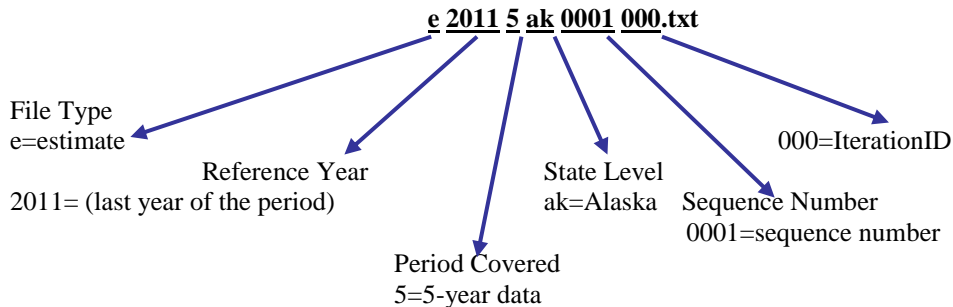 e 2011 5 ak 0001 000.txt
File Type
e=estimate
000=IterationID
Reference Year
2011= (last year of the period)
State Level
ak=Alaska
Sequence Number
0001=sequence number
Period Covered
5=5-year data